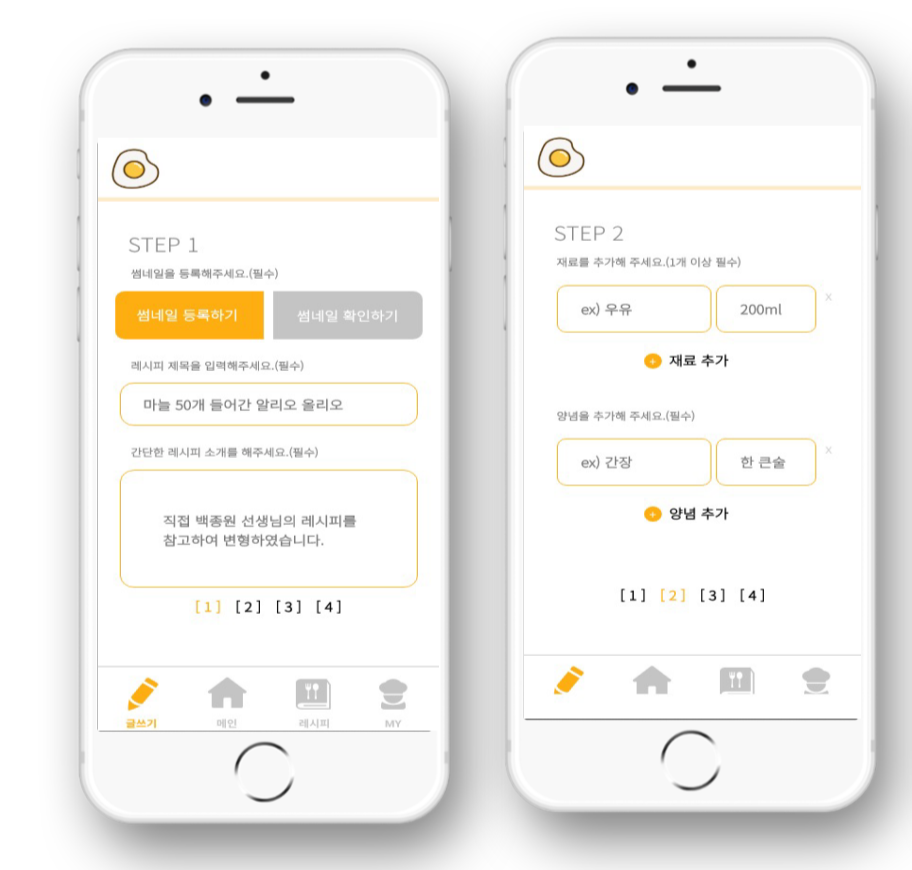 STEP 1
썸네일을 등록해주세요.(필수)
썸네일 등록하기 썸네일 확인하기
레시피 제목을 입력해주세요.(필수)
마늘 50개 들어간 알리오 올리오
간단한 레시피 소개를 해주세요.(필수)
직접 백종원 선생님의 레시피를
참고하여 변형하였습니다.
[1] [2] [3] [4]
글쓰기 메인 레시피 MY
STEP 2
재료를 추가해 주세요.(1개 이상 필수)
ex) 우유 200ml x
+ 재료 추가
양념을 추가해 주세요.(필수)
ex) 간장 한 큰술 x
+ 양념 추가
[1] [2] [3] [4]